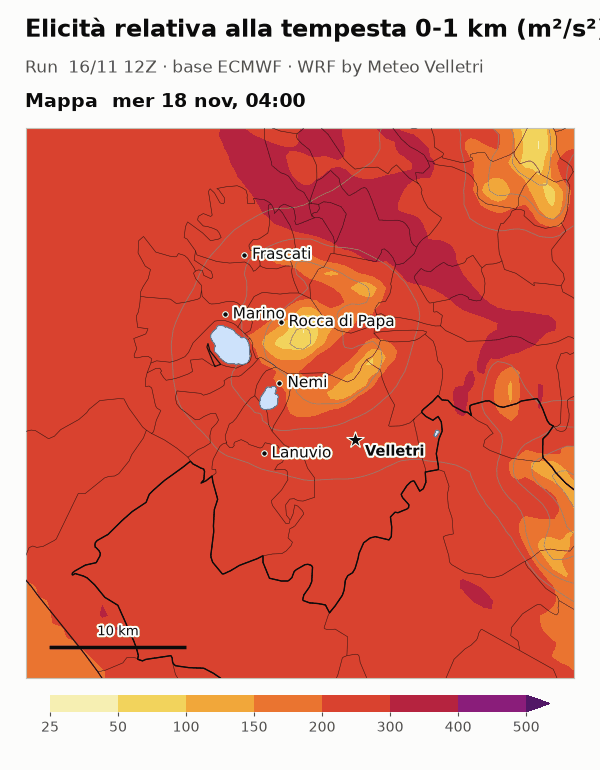 Elicità relativa alla tempesta 0-1 km (m²/s²)
Run 16/11 12Z · base ECMWF · WRF by Meteo Velletri
Mappa mer 18 nov, 04:00
Frascati
Marino
Rocca di Papa
Nemi
Lanuvio
Velletri
10 km
25 50 100 150 200 300 400 500